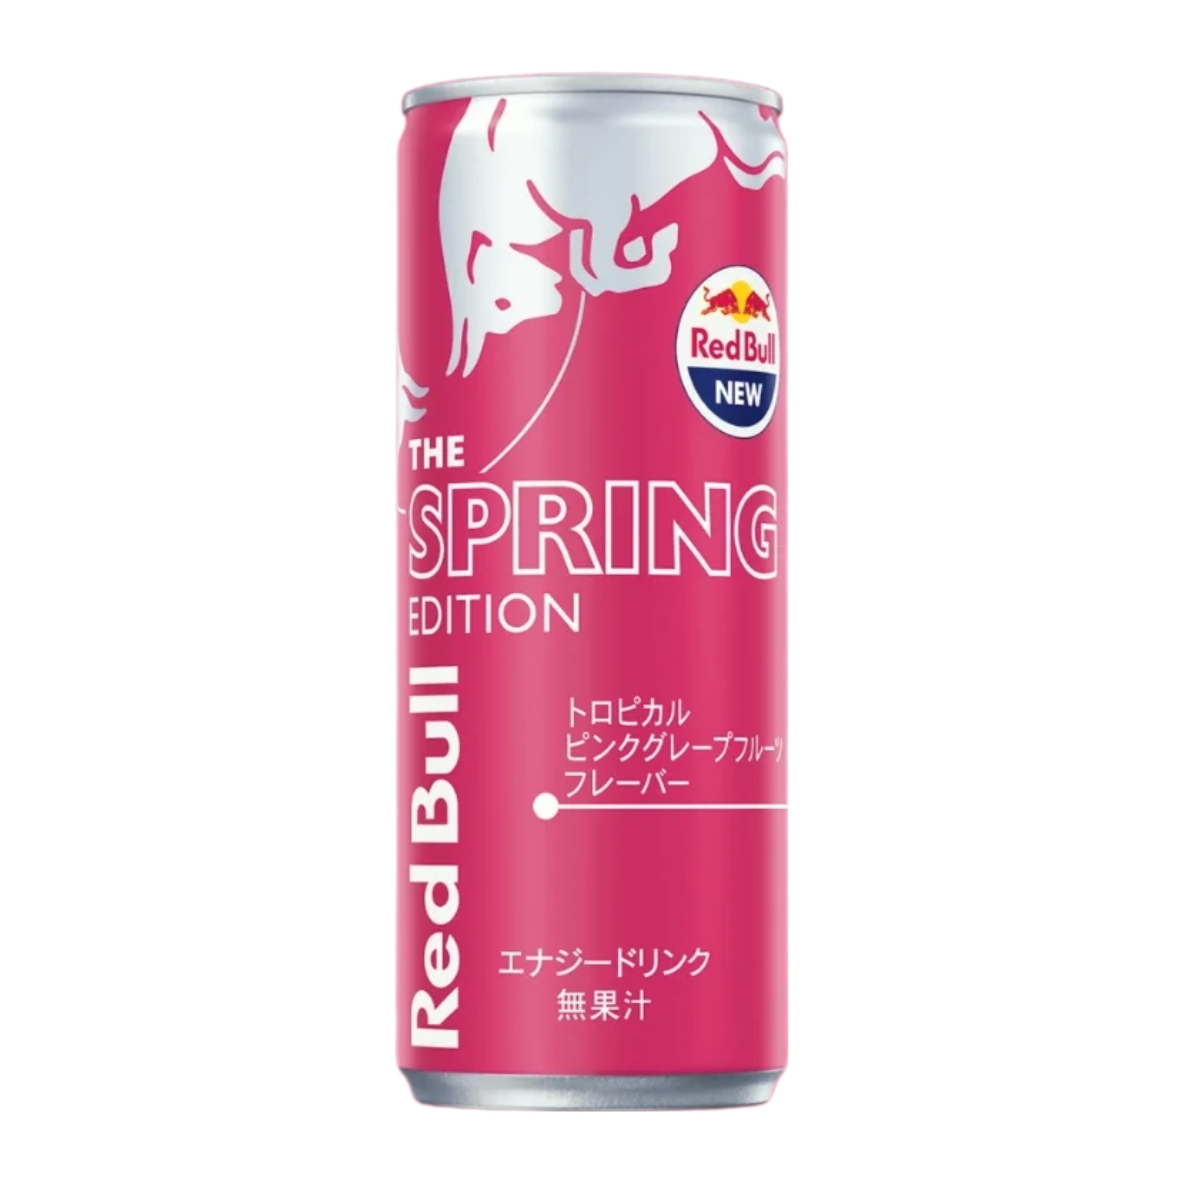 Red Bull
NEW
THE
SPRING
EDITION
Red Bull
トロピカル
ピンクグレープフルーツ
フレーバー
エナジードリンク
無果汁